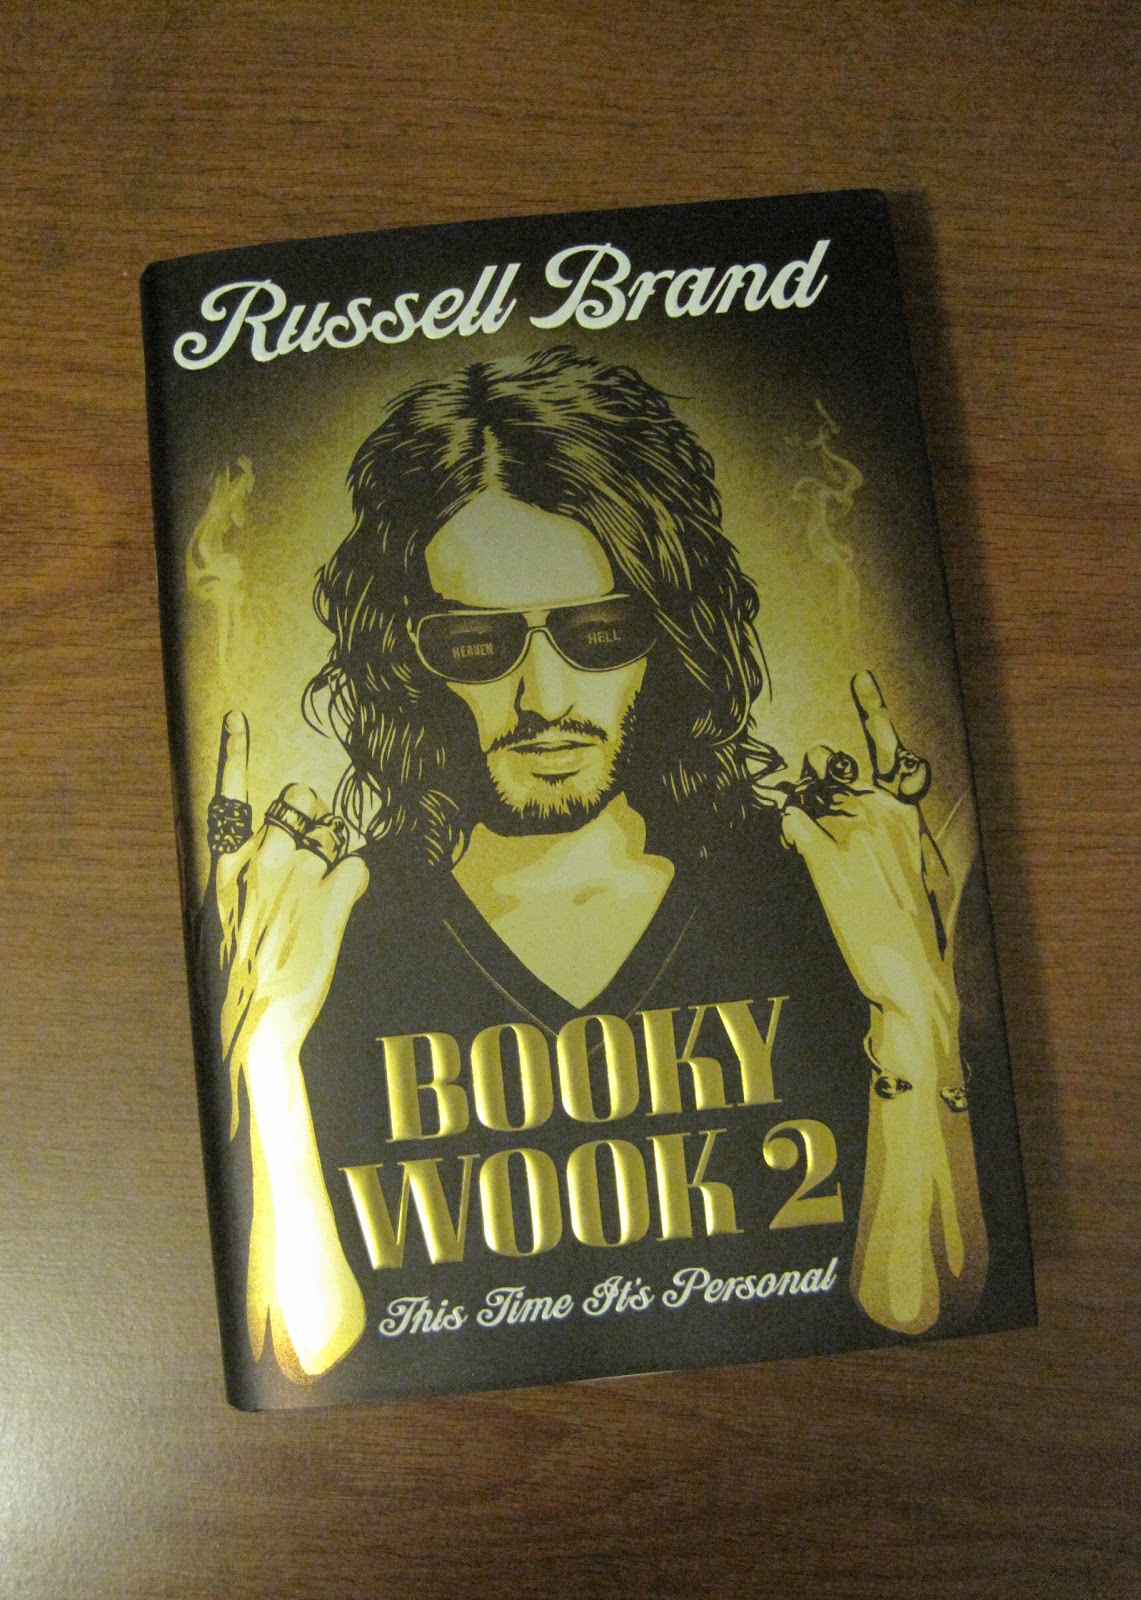 Russell Brand
HEAVEN HELL
BOOKY
WOOK 2
This Time It's Personal